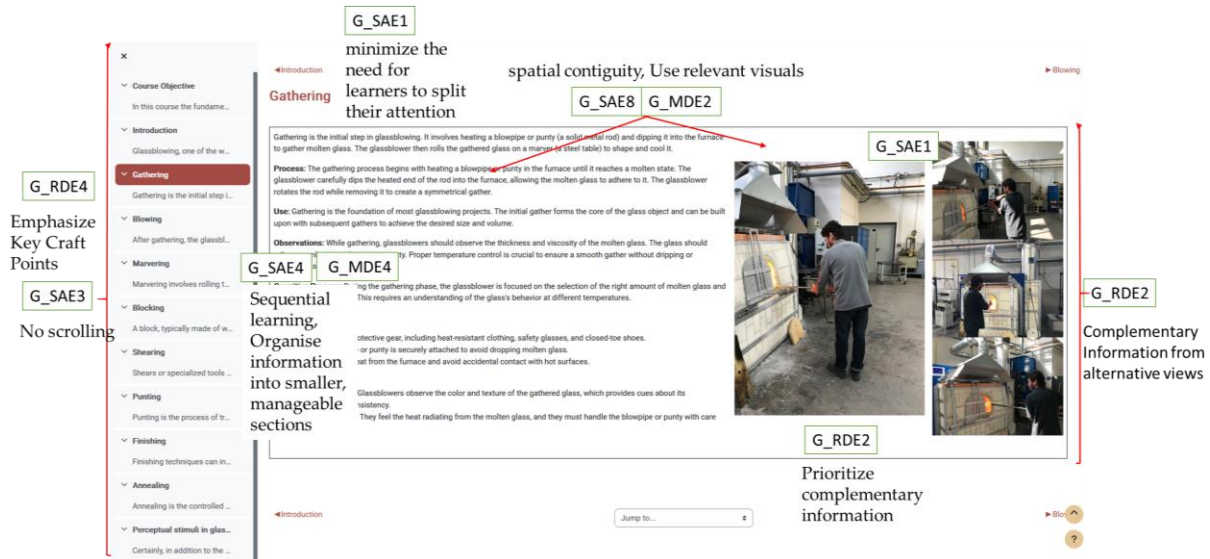 G_SAE1
minimize the
need for
learners to split
their attention
spatial contiguity, Use relevant visuals
G_SAE8 G_MDE2
G_RDE4
Emphasize
Key Craft
Points
G_SAE3
No scrolling
×
Course Objective
In this course the fundame...
Introduction
Glassblowing, one of the w...
Gathering
Gathering is the initial step i...
Blowing
After gathering, the glassbl...
Marvering
Marvering involves rolling t...
Blocking
A block, typically made of w...
Shearing
Shears or specialized tools ...
Punting
Punting is the process of tr...
Finishing
Finishing techniques can in...
Annealing
Annealing is the controlled ...
Perceptual stimuli in glas...
Certainly, in addition to the ...
◄Introduction
►Blowing
Gathering
Gathering is the initial step in glassblowing. It involves heating a blowpipe or punty (a solid metal rod) and dipping it into the furnace
to gather molten glass. The glassblower then rolls the gathered glass on a marver (a steel table) to shape and cool it.
Process: The gathering process begins with heating a blowpipe or punty in the furnace until it reaches a molten state. The
glassblower carefully dips the heated end of the rod into the furnace, allowing the molten glass to adhere to it. The glassblower
rotates the rod while removing it to create a symmetrical gather.
Use: Gathering is the foundation of most glassblowing projects. The initial gather forms the core of the glass object and can be built
upon with subsequent gathers to achieve the desired size and volume.
Observations: While gathering, glassblowers should observe the thickness and viscosity of the molten glass. The glass should
Proper temperature control is crucial to ensure a smooth gather without dripping or
the gathering phase, the glassblower is focused on the selection of the right amount of molten glass and
This requires an understanding of the glass's behavior at different temperatures.
gear, including heat-resistant clothing, safety glasses, and closed-toe shoes.
or punty is securely attached to avoid dropping molten glass.
from the furnace and avoid accidental contact with hot surfaces.
Glassblowers observe the color and texture of the gathered glass, which provides cues about its
They feel the heat radiating from the molten glass, and they must handle the blowpipe or punty with care
G_SAE4 G_MDE4
Sequential
learning,
Organise
information
into smaller,
manageable
sections
G_SAE1
G_RDE2
Complementary
Information from
alternative views
G_RDE2
Prioritize
complementary
information
◄Introduction
Jump to...
?